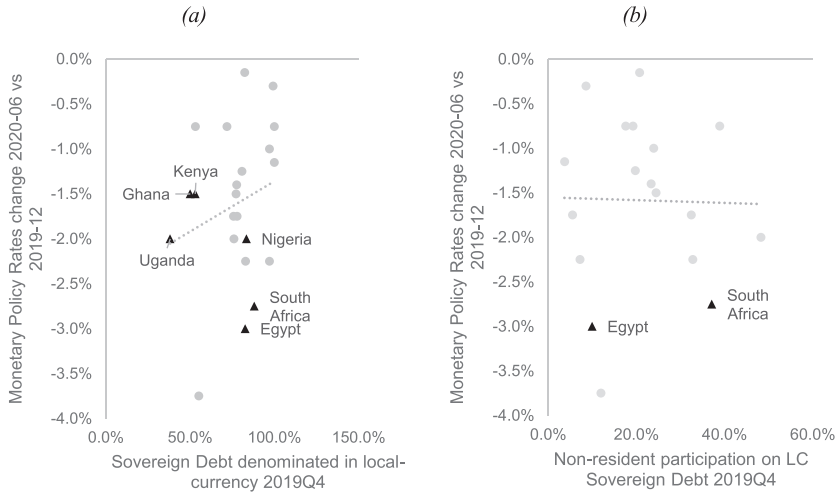 (a)
Monetary Policy Rates change 2020-06 vs
2019-12
0.0%
-0.5%
-1.0%
-1.5%
-2.0%
-2.5%
-3.0%
-3.5%
-4.0%
Kenya
Ghana
Uganda
Nigeria
South
Africa
Egypt
0.0%
50.0%
100.0%
150.0%
Sovereign Debt denominated in local-
currency 2019Q4
(b)
Monetary Policy Rates change 2020-06 vs
2019-12
0.0%
-0.5%
-1.0%
-1.5%
-2.0%
-2.5%
-3.0%
-3.5%
-4.0%
South
Africa
Egypt
0.0%
20.0%
40.0%
60.0%
Non-resident participation on LC
Sovereign Debt 2019Q4